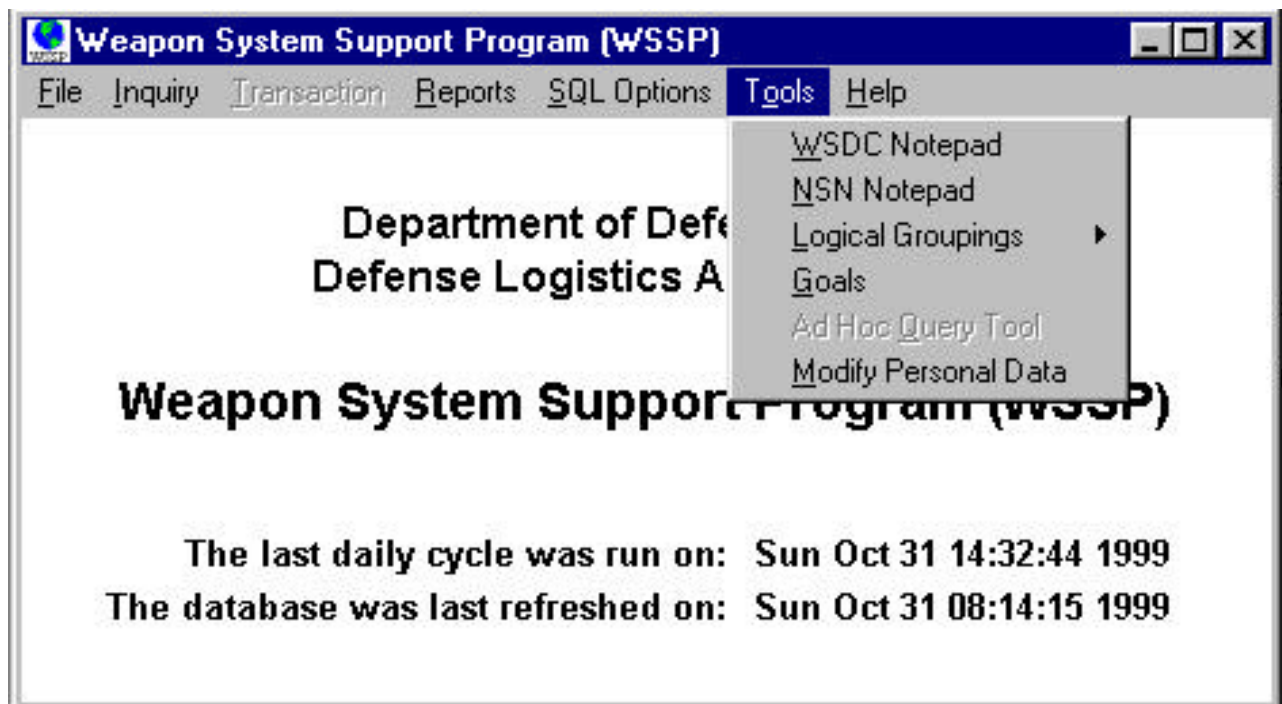 Weapon System Support Program (WSSP)
File Inquiry Transaction Reports SQL Options Tools Help
WSDC Notepad
NSN Notepad
Logical Groupings
Goals
Ad Hoc Query Tool
Modify Personal Data
Department of Defe
Defense Logistics A
Weapon System Support Program (WSSP)
The last daily cycle was run on: Sun Oct 31 14:32:44 1999
The database was last refreshed on: Sun Oct 31 08:14:15 1999